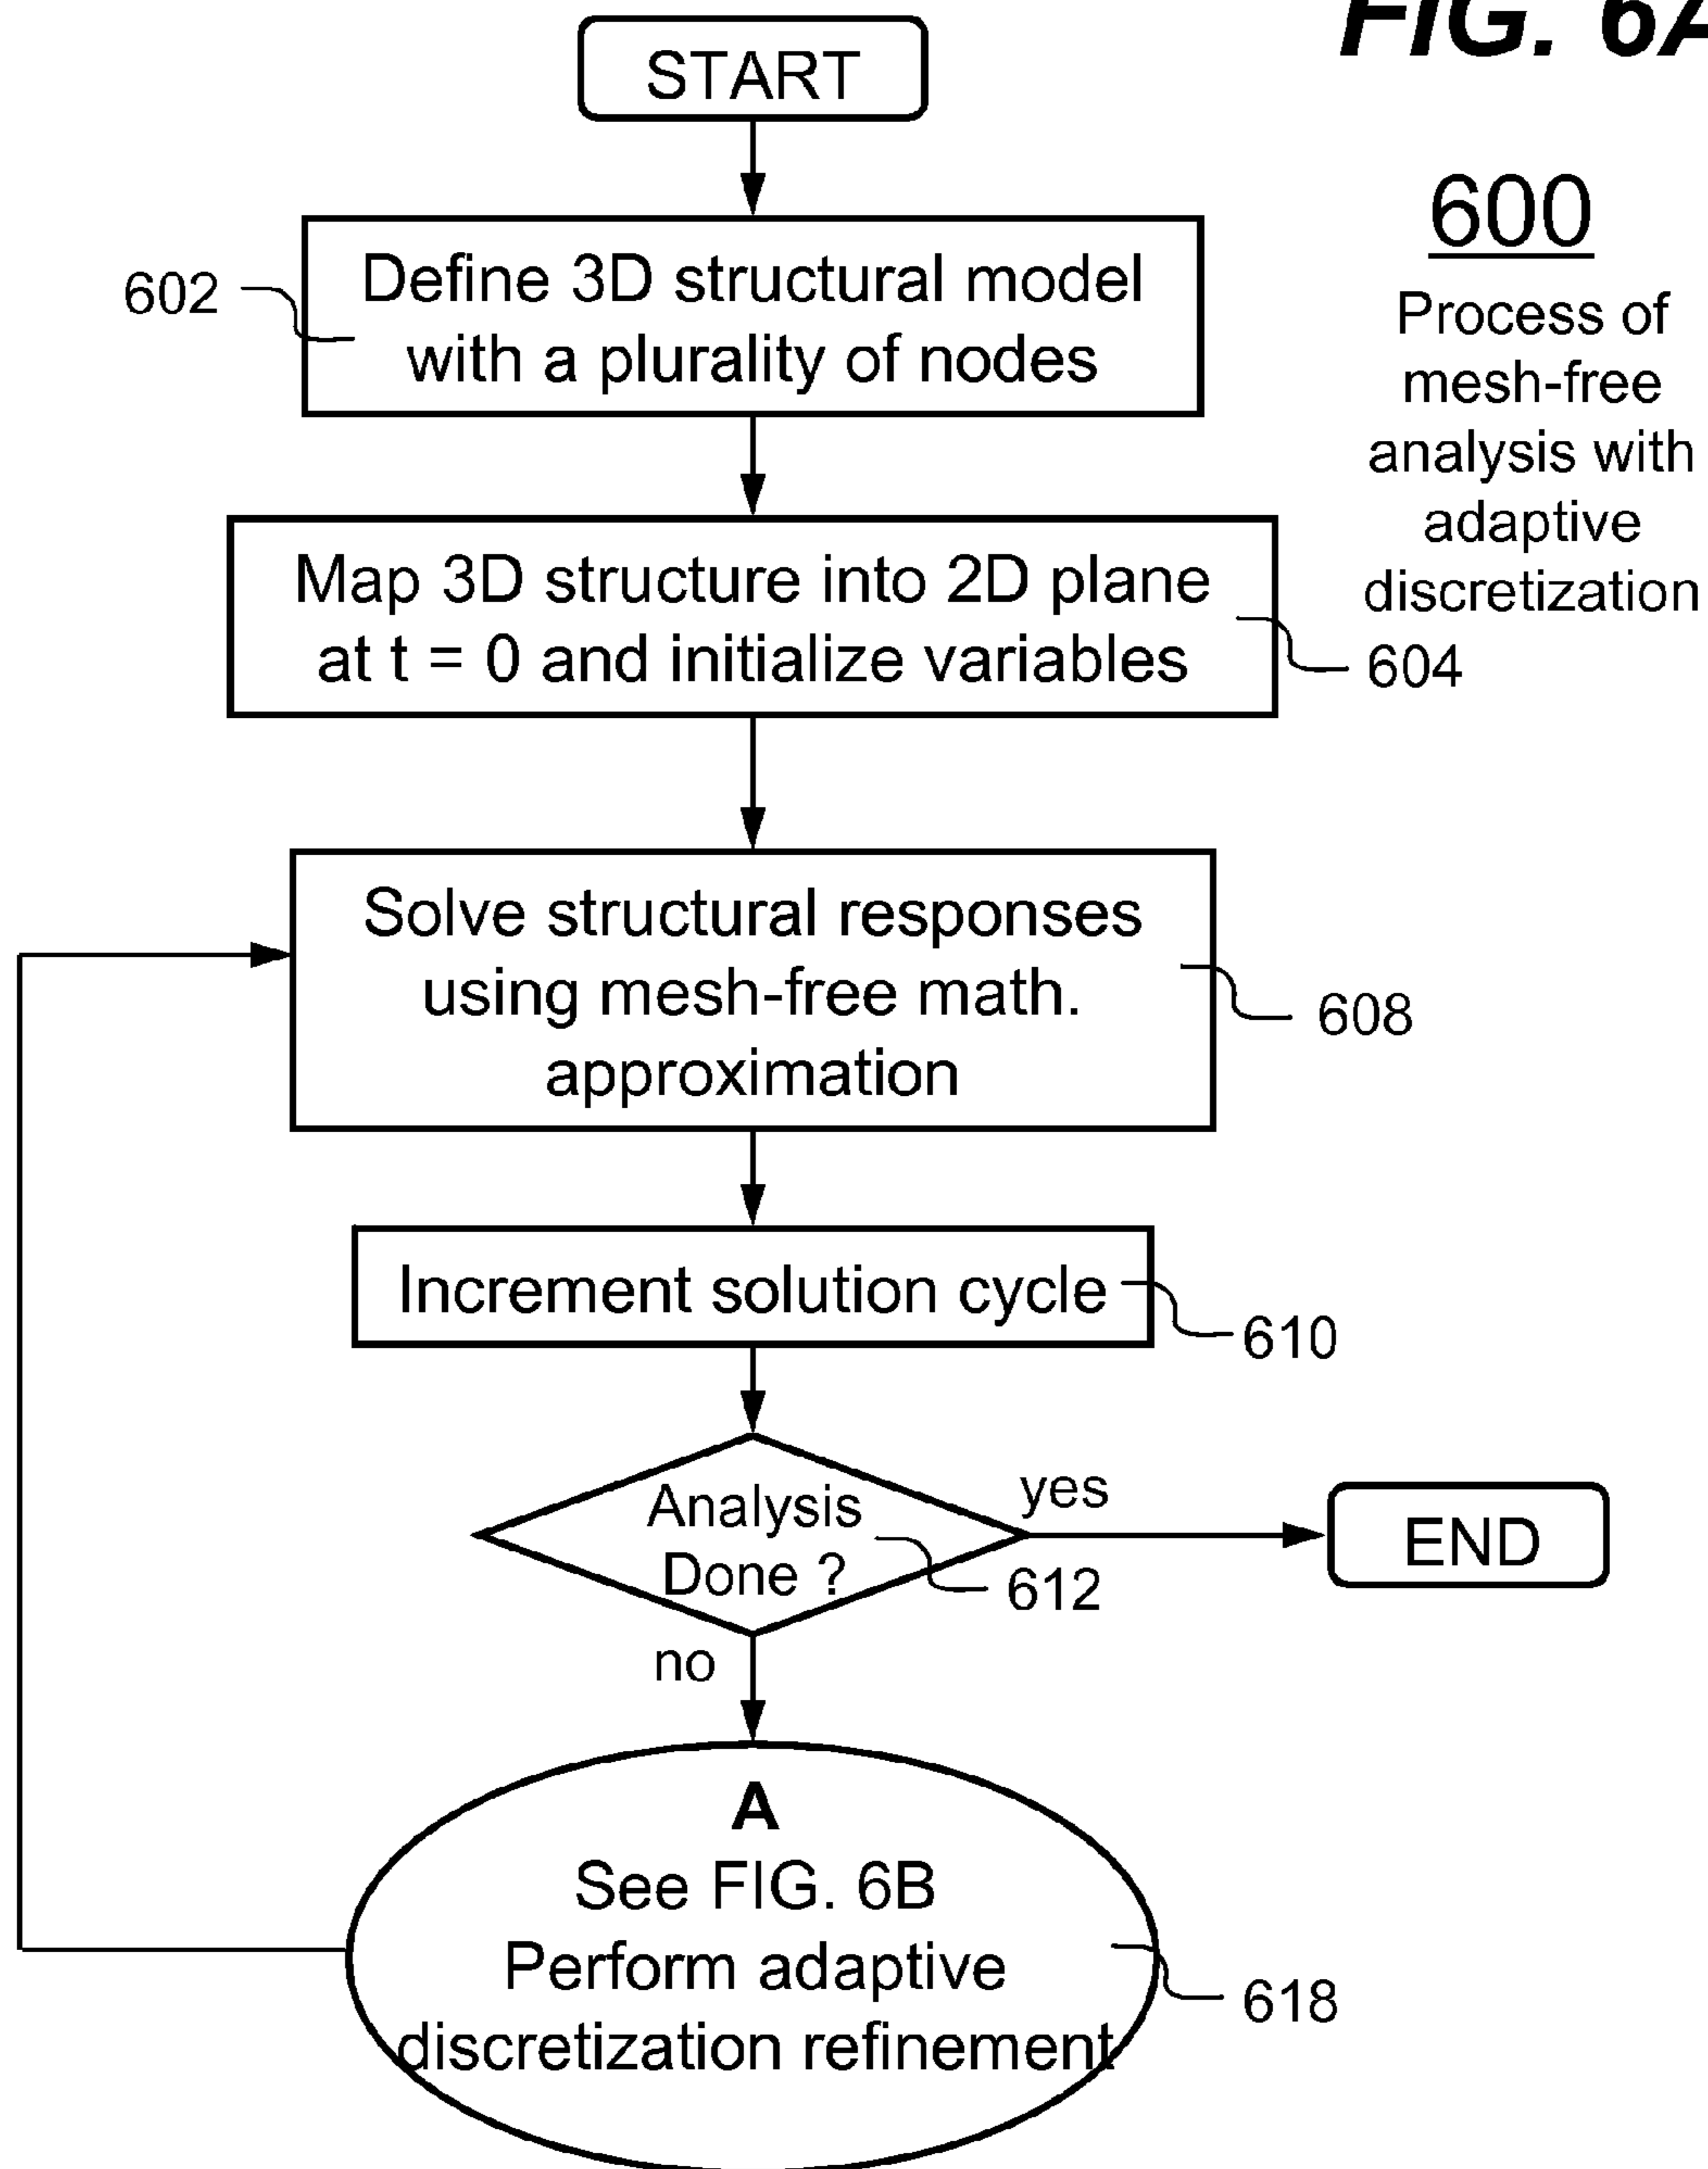 FIG. 6A
START
600
Process of
mesh-free
analysis with
adaptive
discretization
602
Define 3D structural model
with a plurality of nodes
Map 3D structure into 2D plane
at t = 0 and initialize variables
604
Solve structural responses
using mesh-free math.
approximation
608
Increment solution cycle
610
Analysis
Done ?
612
yes
END
no
A
See FIG. 6B
Perform adaptive
discretization refinement
618